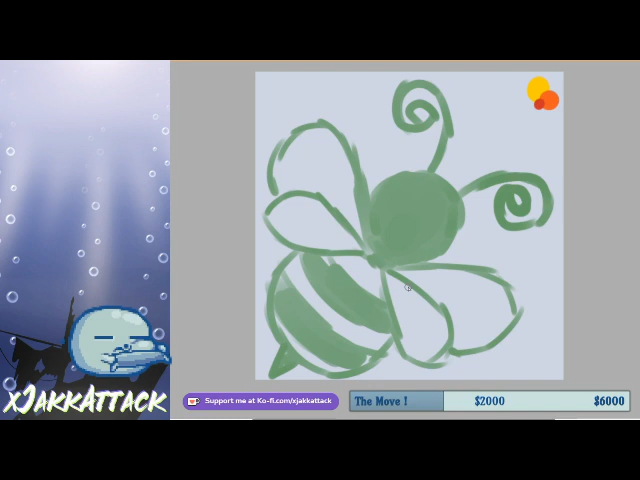 xJakkAttack
Support me at Ko-fi.com/xjakkattack
The Move !
$2000
$6000